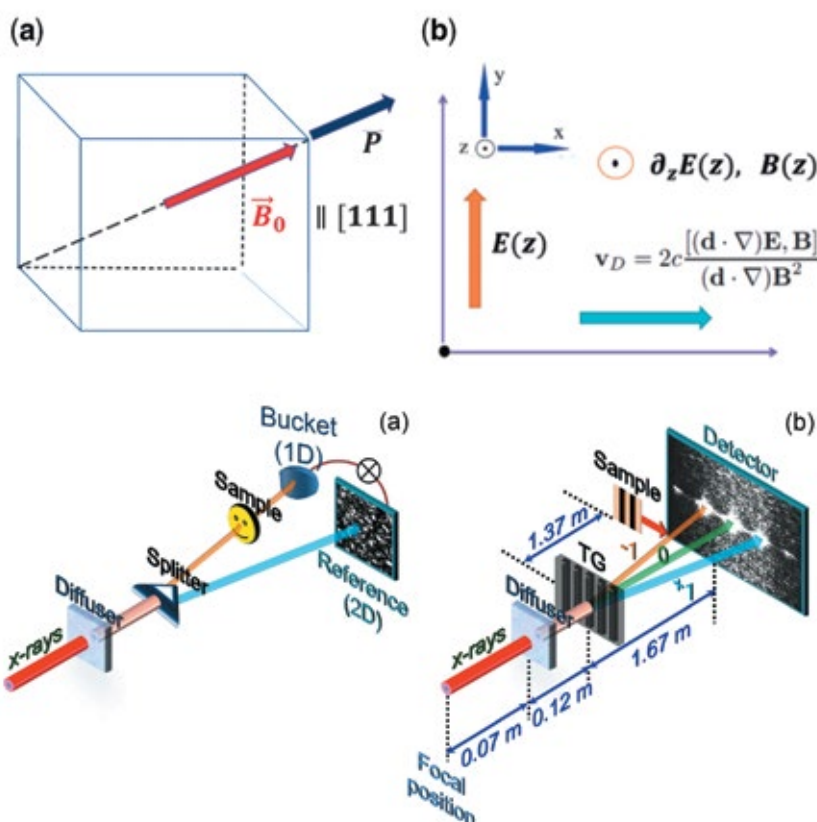 (a)
P
B₀
∥ [111]
(b)
y
z
x
∂zE(z), B(z)
E(z)
v_D = 2c [(d · ∇)E, B] / (d · ∇)B²
(a)
Bucket
(1D)
Sample
Splitter
Diffuser
Reference
(2D)
x-rays
(b)
Detector
Sample
1.37 m
TG
-1
0
+1
Diffuser
x-rays
1.67 m
0.12 m
0.07 m
Focal
position